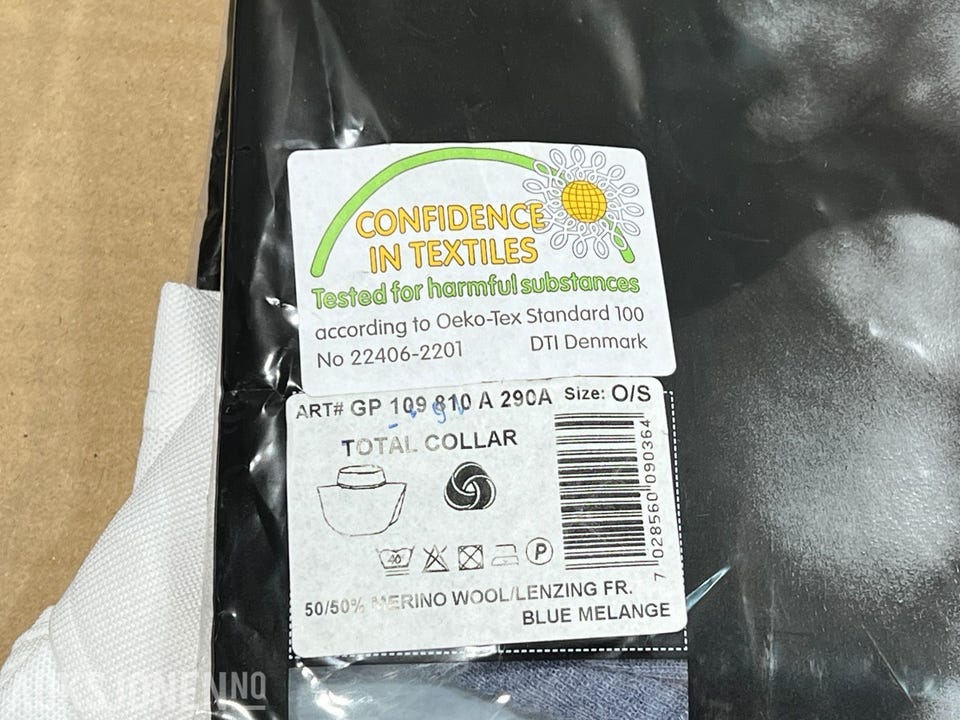 CONFIDENCE
IN TEXTILES
Tested for harmful substances
according to Oeko-Tex Standard 100
No 22406-2201 DTI Denmark
ART# GP 109 810 A 290A Size: O/S
TOTAL COLLAR
40
P
7 028560 090364
50/50% MERINO WOOL/LENZING FR.
BLUE MELANGE